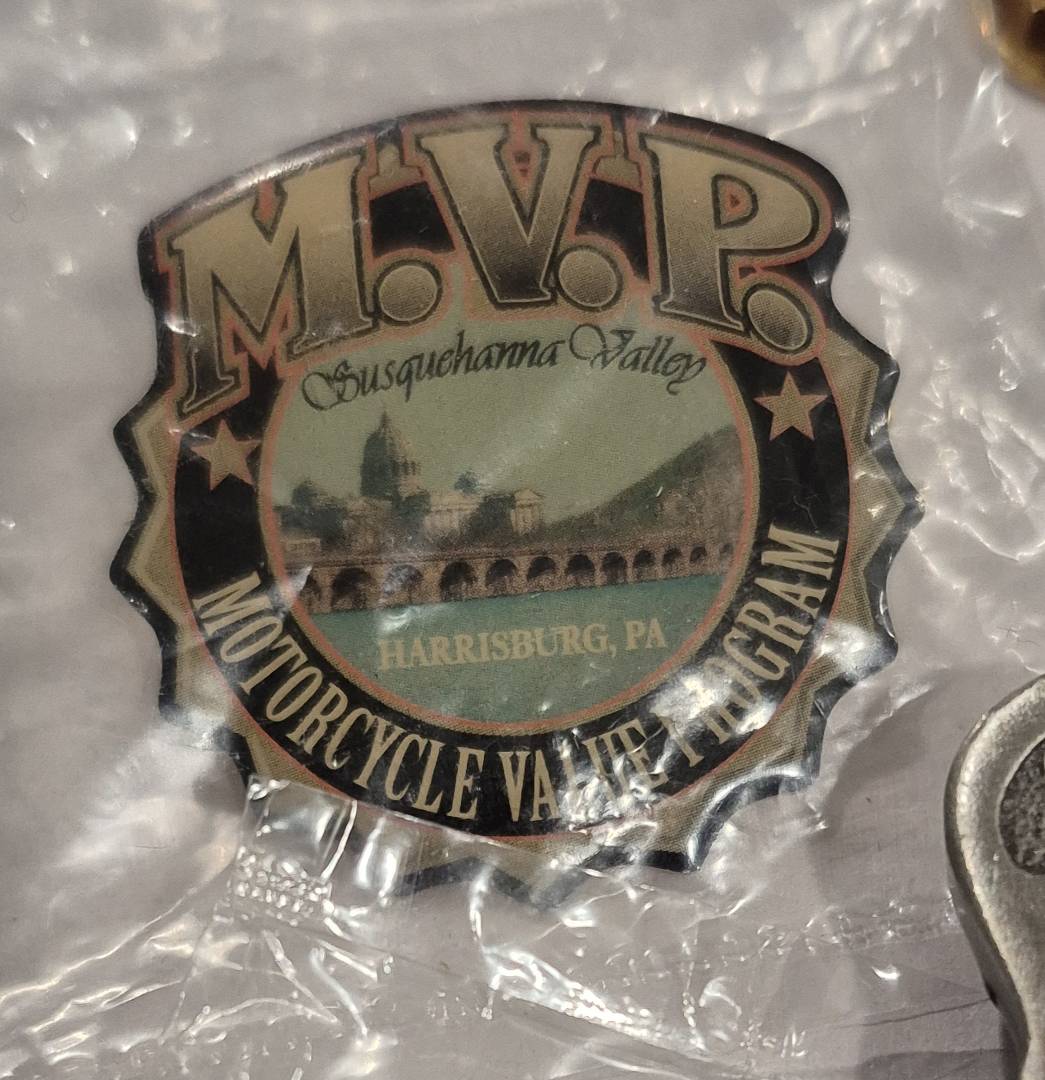 M.V.P.
Susquehanna Valley
HARRISBURG, PA
MOTORCYCLE VALUE PROGRAM